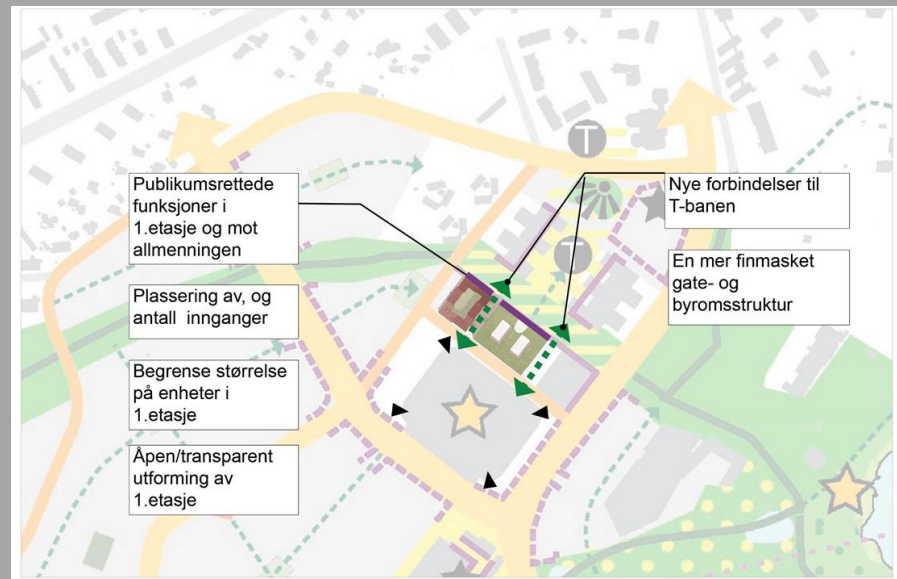 Publikumsrettede
funksjoner i
1.etasje og mot
allmenningen
Plassering av, og
antall innganger
Begrense størrelse
på enheter i
1.etasje
Åpen/transparent
utforming av
1.etasje
T
T
Nye forbindelser til
T-banen
En mer finmasket
gate- og
byromsstruktur